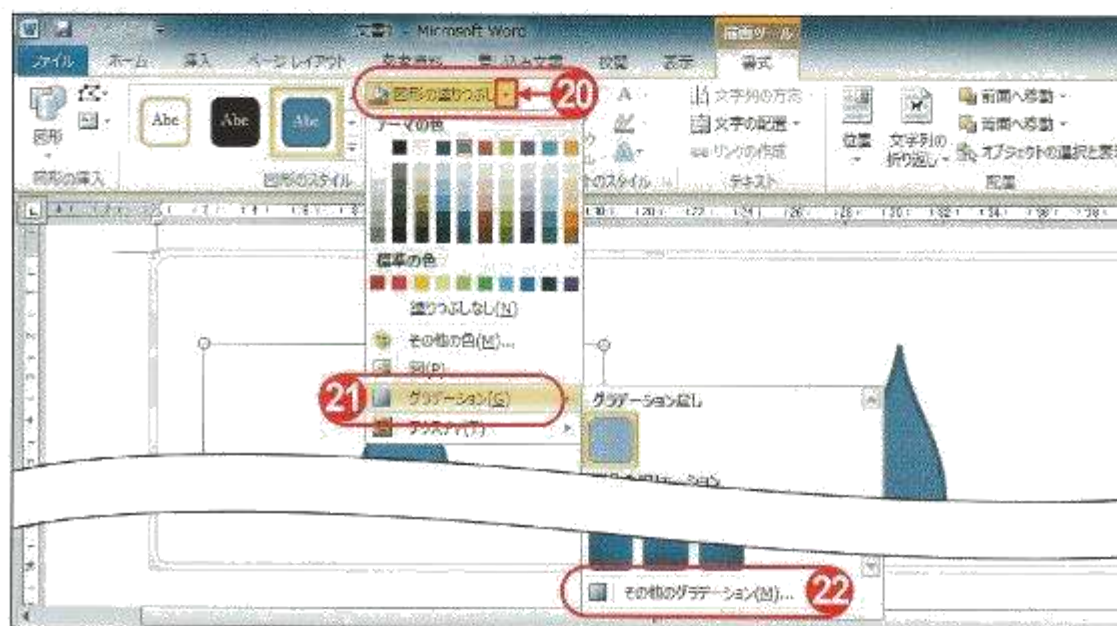 文書1 - Microsoft Word
描画ツール
ファイル ホーム 挿入 ページレイアウト 差し込み文書 校閲 表示 書式
図形の塗りつぶし 20
文字列の方向
前面へ移動
Abe Abe Abe
テーマの色
文字の配置
背面へ移動
図形
位置 文字列の折り返し
リンクの作成
オブジェクトの選択と表示
図形の挿入 図形のスタイル
テキスト 配置
標準の色
塗りつぶしなし(N)
その他の色(M)...
図(P)
21 グラデーション(G)
グラデーションなし
テクスチャ(T)
その他のグラデーション(M)... 22